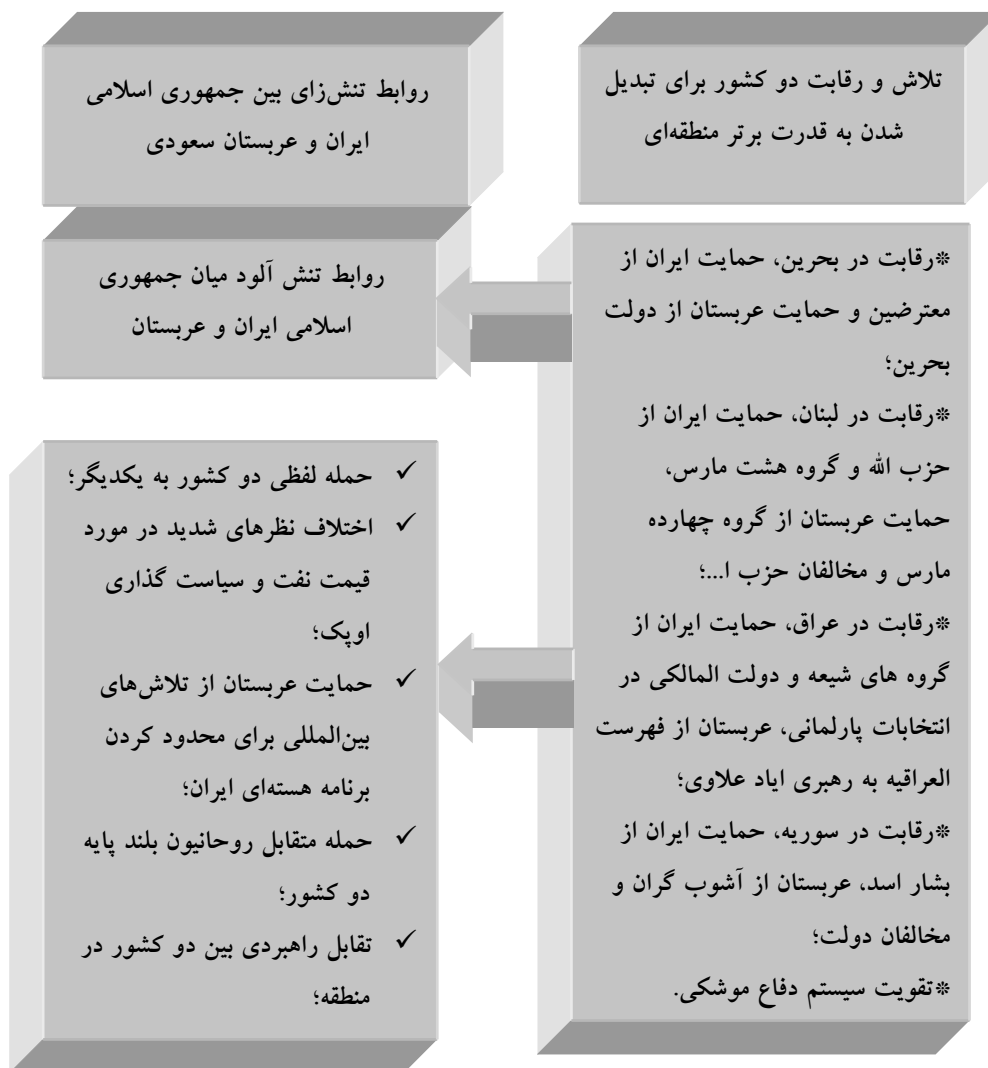 تلاش و رقابت دو کشور برای تبدیل
شدن به قدرت برتر منطقه‌ای
روابط تنش‌زای بین جمهوری اسلامی
ایران و عربستان سعودی
*رقابت در بحرین، حمایت ایران از
معترضین و حمایت عربستان از دولت
بحرین؛
*رقابت در لبنان، حمایت ایران از
حزب الله و گروه هشت مارس،
حمایت عربستان از گروه چهارده
مارس و مخالفان حزب ا...؛
*رقابت در عراق، حمایت ایران از
گروه های شیعه و دولت المالکی در
انتخابات پارلمانی، عربستان از فهرست
العراقیه به رهبری ایاد علاوی؛
*رقابت در سوریه، حمایت ایران از
بشار اسد، عربستان از آشوب گران و
مخالفان دولت؛
*تقویت سیستم دفاع موشکی.
روابط تنش آلود میان جمهوری
اسلامی ایران و عربستان
✓ حمله لفظی دو کشور به یکدیگر؛
✓ اختلاف نظرهای شدید در مورد
قیمت نفت و سیاست گذاری
اوپک؛
✓ حمایت عربستان از تلاش‌های
بین‌المللی برای محدود کردن
برنامه هسته‌ای ایران؛
✓ حمله متقابل روحانیون بلند پایه
دو کشور؛
✓ تقابل راهبردی بین دو کشور در
منطقه؛